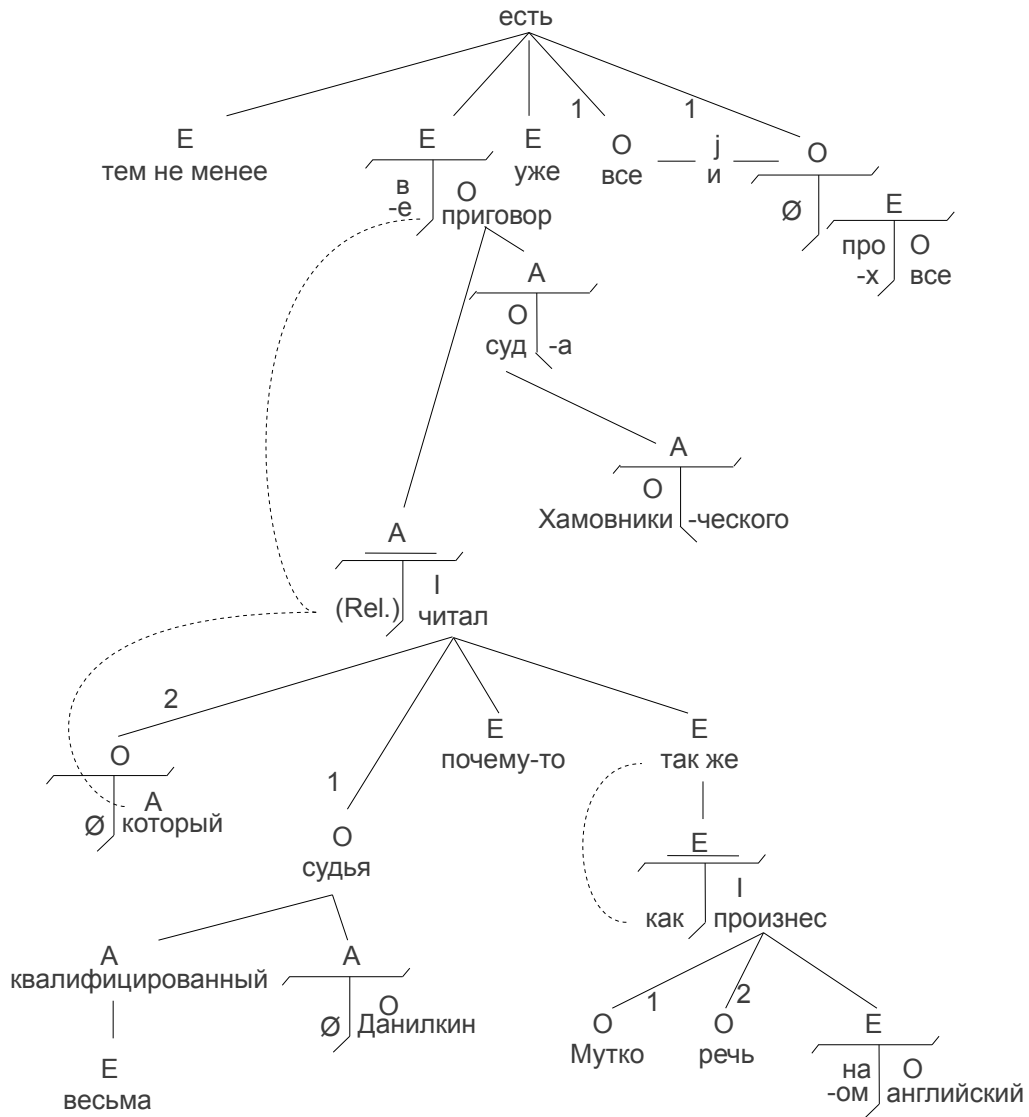 есть
1 1
E E E O j O
тем не менее уже все и
в O
-е приговор
Ø E
про O
-х все
A
O
суд -а
A
O
Хамовники -ческого
A
I
(Rel.) читал
2
O E E
почему-то так же
1
A
Ø который
O
судья
E
I
как произнес
A A
квалифицированный
O
Ø Данилкин
1 2
O O E
Мутко речь
E
весьма
на O
-ом английский